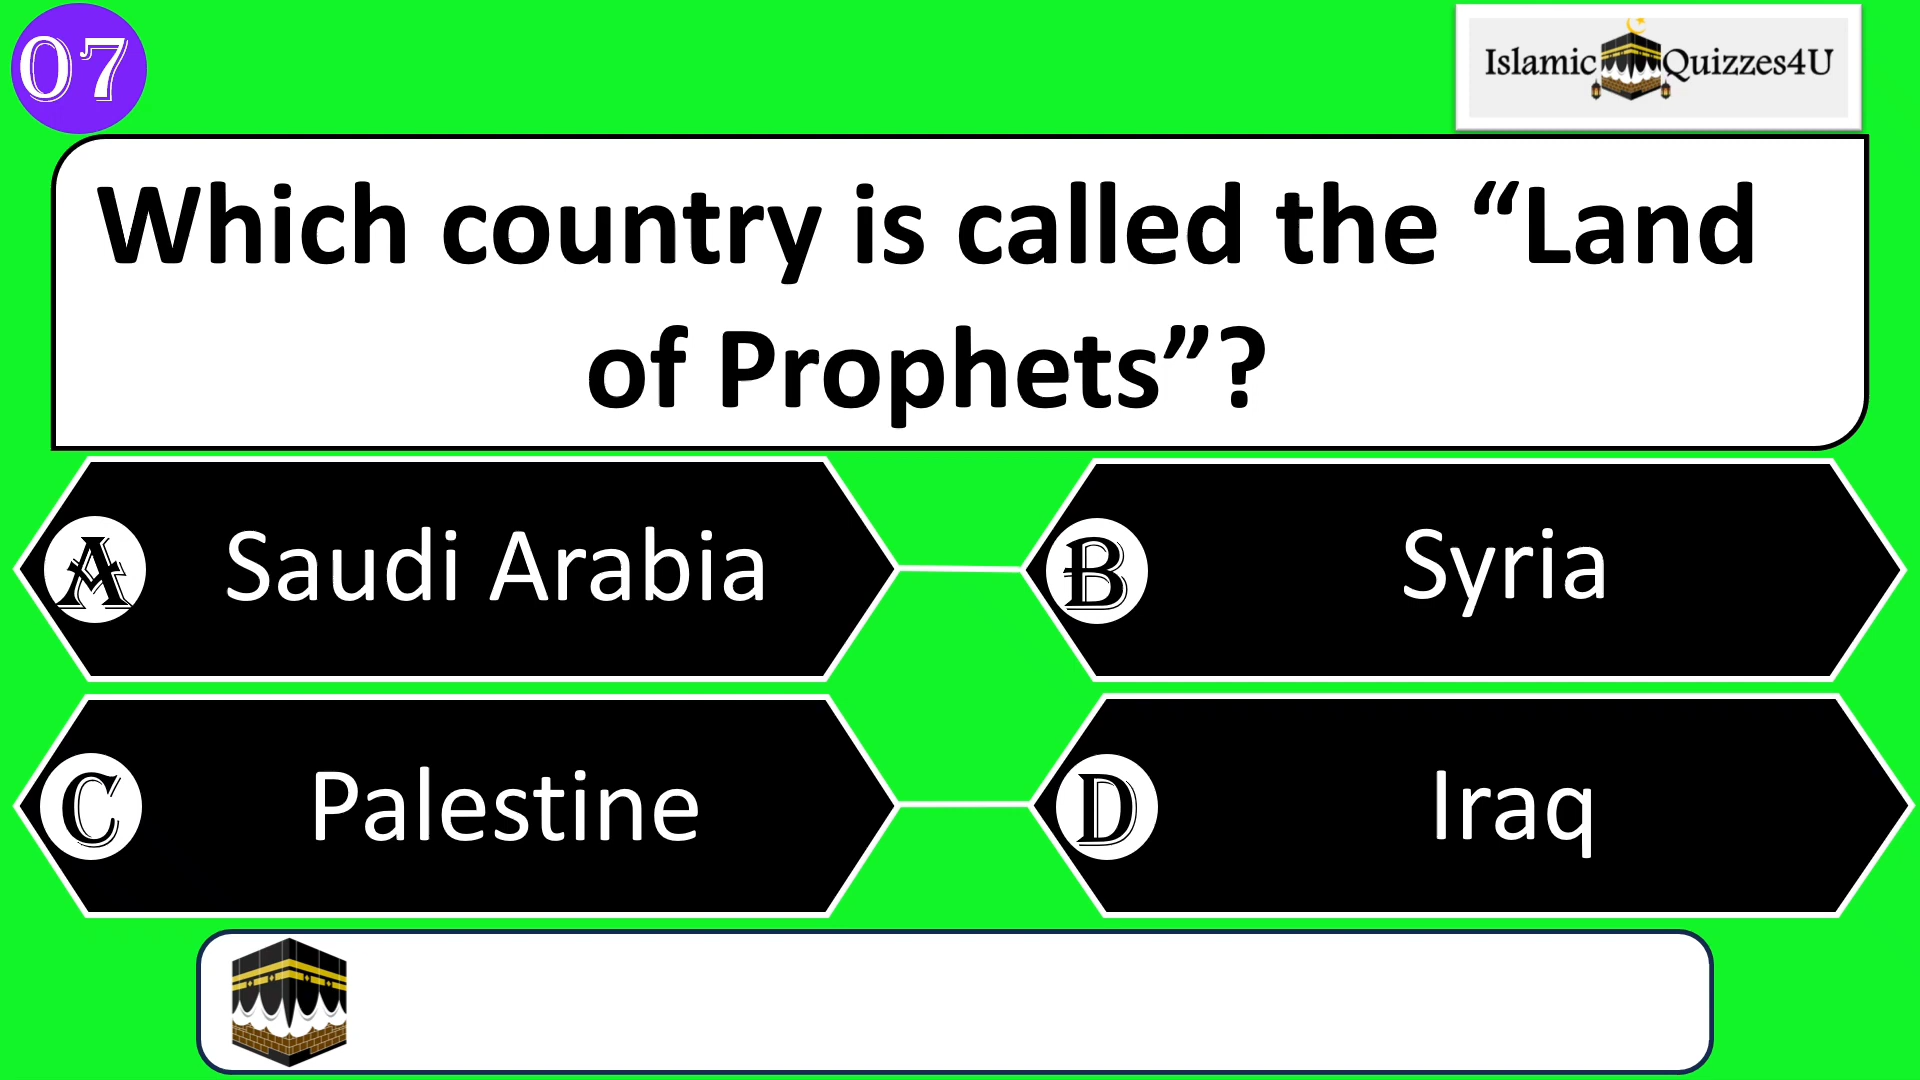 07
Islamic Quizzes4U
Which country is called the “Land
of Prophets”?
A Saudi Arabia
B Syria
C Palestine
D Iraq